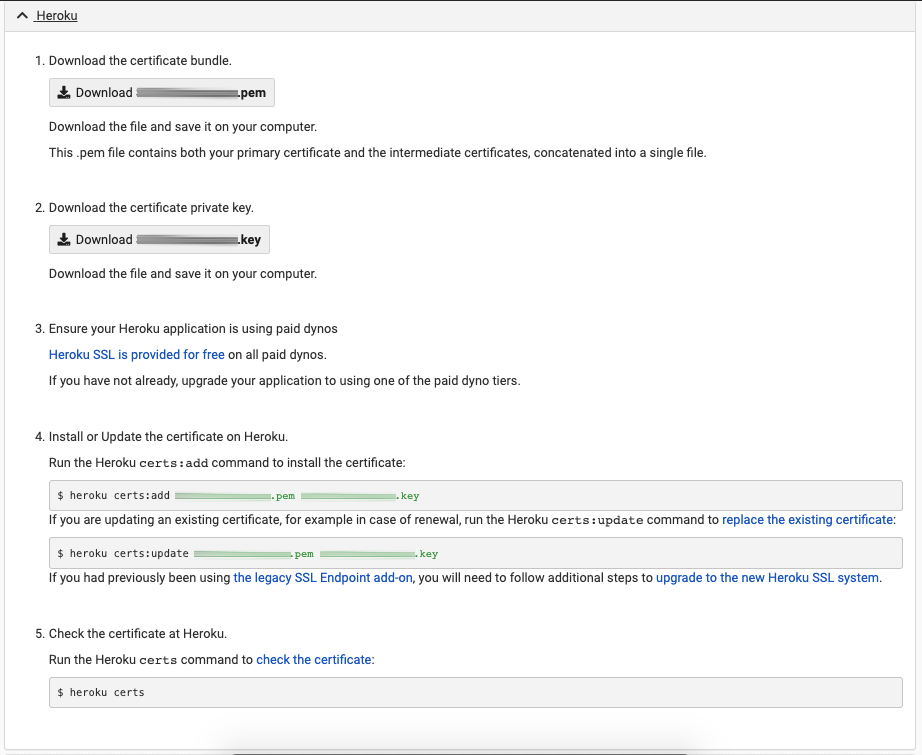 Heroku
1. Download the certificate bundle.
Download .pem
Download the file and save it on your computer.
This .pem file contains both your primary certificate and the intermediate certificates, concatenated into a single file.
2. Download the certificate private key.
Download .key
Download the file and save it on your computer.
3. Ensure your Heroku application is using paid dynos
Heroku SSL is provided for free on all paid dynos.
If you have not already, upgrade your application to using one of the paid dyno tiers.
4. Install or Update the certificate on Heroku.
Run the Heroku certs:add command to install the certificate:
$ heroku certs:add .pem .key
If you are updating an existing certificate, for example in case of renewal, run the Heroku certs:update command to replace the existing certificate:
$ heroku certs:update .pem .key
If you had previously been using the legacy SSL Endpoint add-on, you will need to follow additional steps to upgrade to the new Heroku SSL system.
5. Check the certificate at Heroku.
Run the Heroku certs command to check the certificate:
$ heroku certs